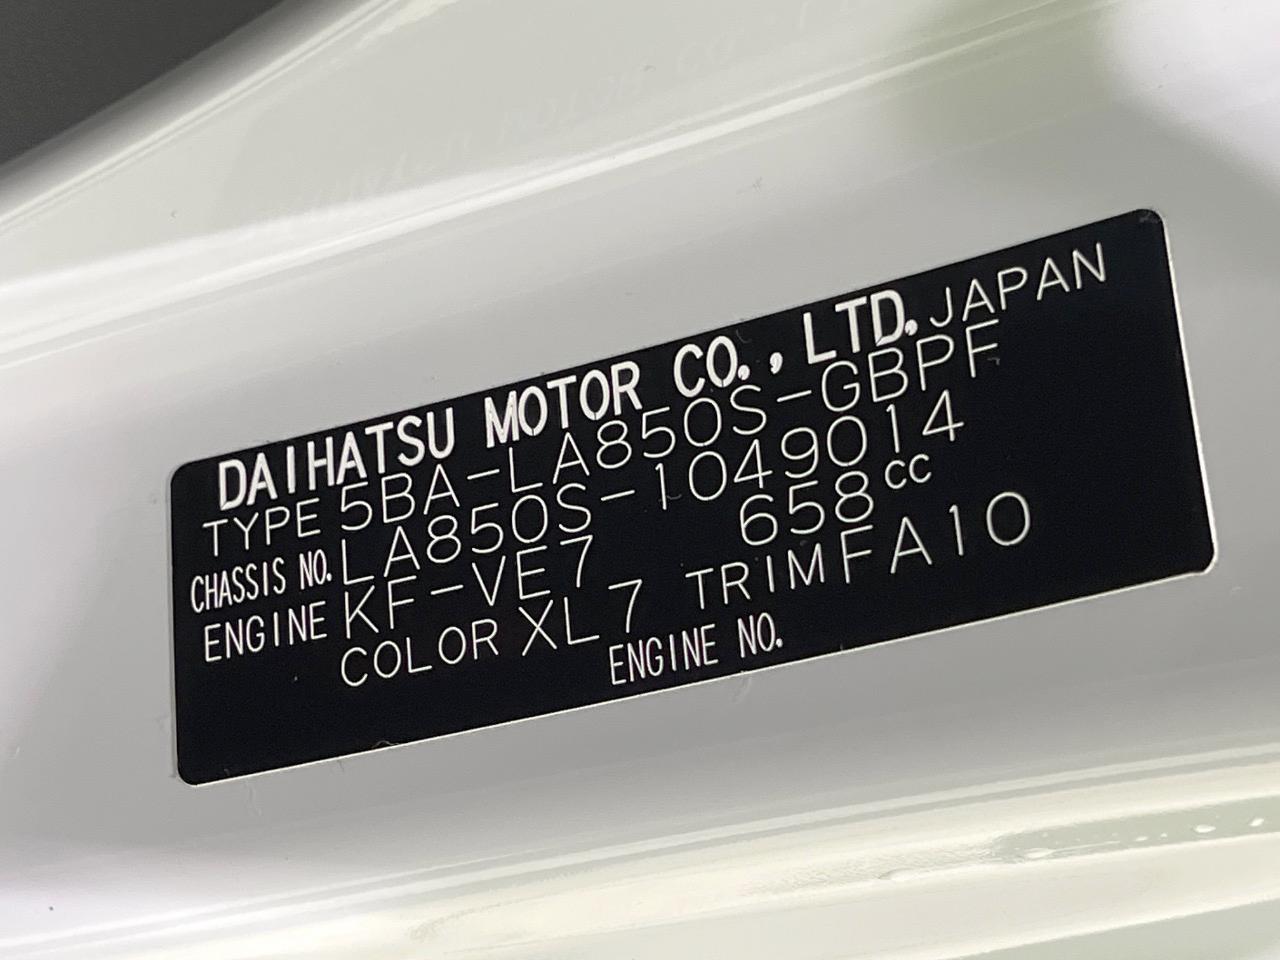 DAIHATSU MOTOR CO., LTD. JAPAN
TYPE 5BA-LA850S-GBPF
CHASSIS NO. LA850S-1049014
ENGINE KF-VE7 658cc
COLOR XL7 TRIM FA10
ENGINE NO.